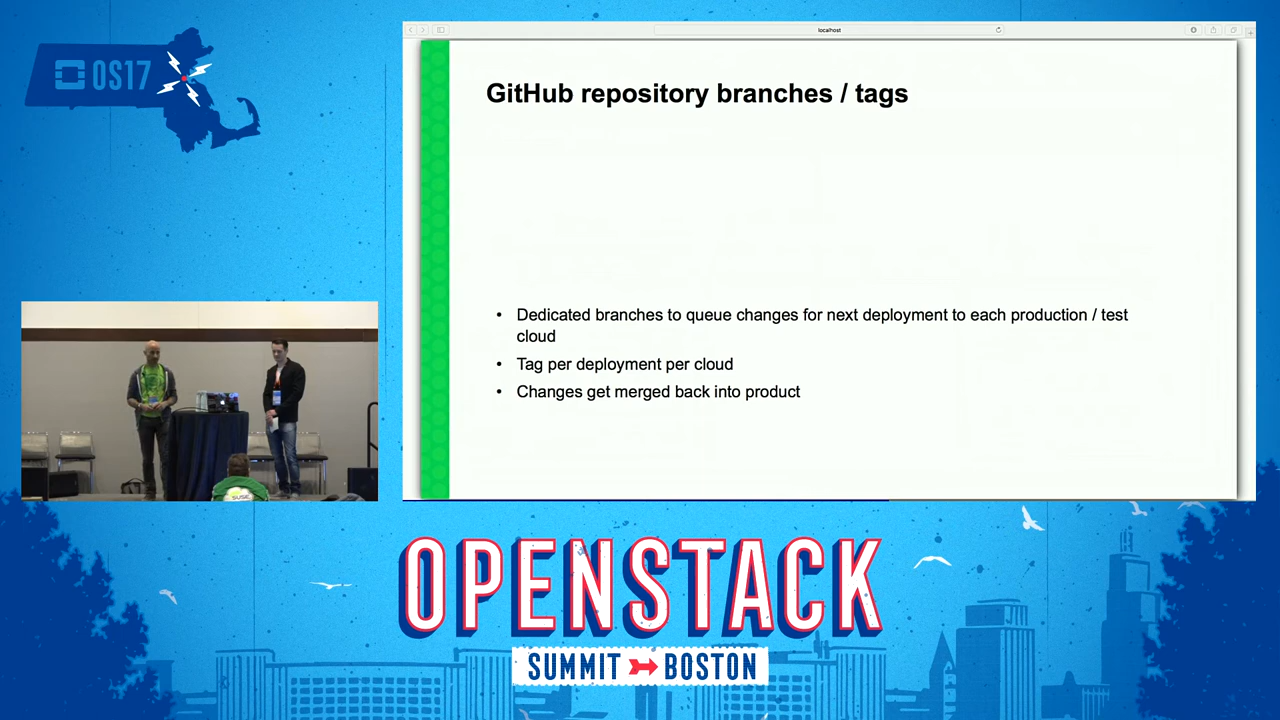 OS17
localhost
GitHub repository branches / tags
• Dedicated branches to queue changes for next deployment to each production / test
cloud
• Tag per deployment per cloud
• Changes get merged back into product
SUSE
OPENSTACK
SUMMIT BOSTON